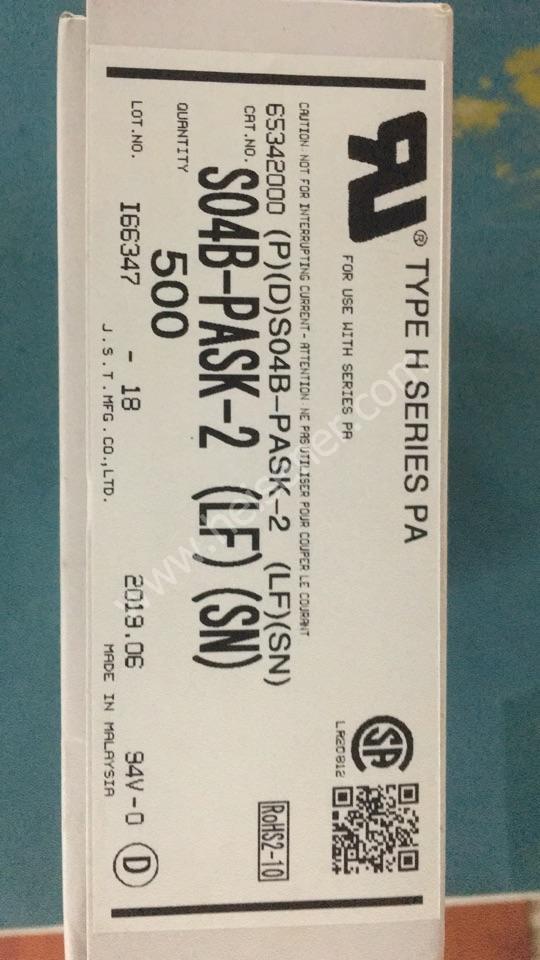 ® TYPE H SERIES PA
FOR USE WITH SERIES PA
LR20812
CAUTION: NOT FOR INTERRUPTING CURRENT - ATTENTION: NE PAS UTILISER POUR COUPER LE COURANT
65342000 (P)(D)S04B-PASK-2 (LF)(SN)
CAT.NO. S04B-PASK-2 (LF)(SN)
RoHS2-10
QUANTITY 500
LOT.NO. I66347 - 18 2019.06 94V-0 D
J.S.T.MFG.CO.,LTD. MADE IN MALAYSIA